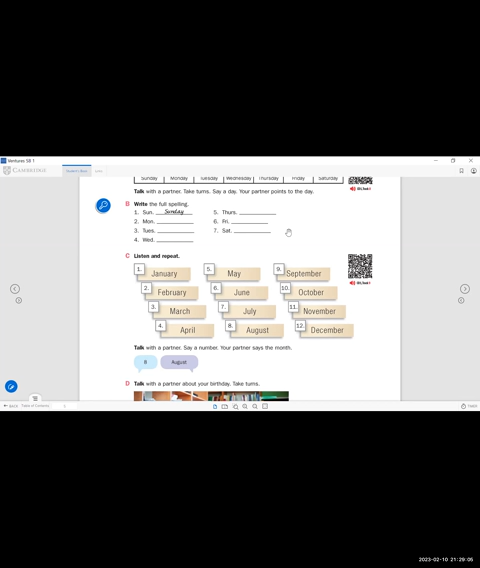 Ventures SB 1
CAMBRIDGE
Sunday Monday Tuesday Wednesday Thursday Friday Saturday
Talk with a partner. Take turns. Say a day. Your partner points to the day.
B Write the full spelling.
1. Sun. Sunday 5. Thurs.
2. Mon. 6. Fri.
3. Tues. 7. Sat.
4. Wed.
C Listen and repeat.
1. January 5. May 9. September
2. February 6. June 10. October
3. March 7. July 11. November
4. April 8. August 12. December
Talk with a partner. Say a number. Your partner says the month.
8 August
D Talk with a partner about your birthday. Take turns.
BACK Table of Contents
2023-02-10 21:29:05